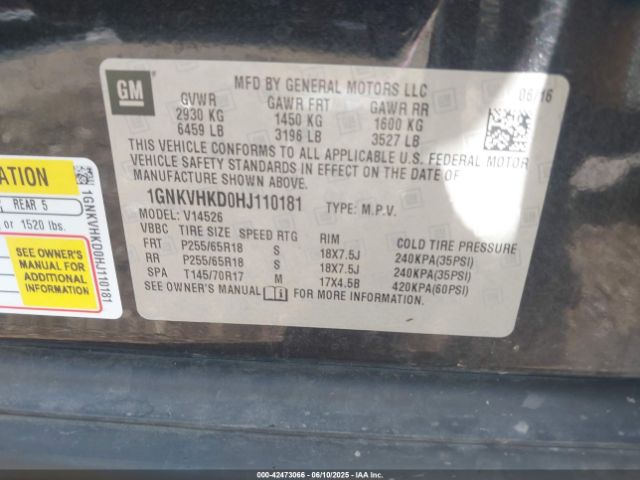 GM
MFD BY GENERAL MOTORS LLC
06/16
GVWR GAWR FRT GAWR RR
2930 KG 1450 KG 1600 KG
6459 LB 3196 LB 3527 LB
THIS VEHICLE CONFORMS TO ALL APPLICABLE U.S. FEDERAL MOTOR
VEHICLE SAFETY STANDARDS IN EFFECT ON THE DATE OF
MANUFACTURE SHOWN ABOVE.
1GNKVHKD0HJ110181 TYPE: M.P.V.
MODEL: V14526
VBBC TIRE SIZE SPEED RTG RIM COLD TIRE PRESSURE
FRT P255/65R18 S 18X7.5J 240KPA(35PSI)
RR P255/65R18 S 18X7.5J 240KPA(35PSI)
SPA T145/70R17 M 17X4.5B 420KPA(60PSI)
SEE OWNER'S MANUAL i FOR MORE INFORMATION.
ATION
REAR 5
or 1520 lbs.
SEE OWNER'S
MANUAL FOR
ADDITIONAL
INFORMATION
1GNKVHKD0HJ110181
000-42473066 - 06/10/2025 - IAAI.COM